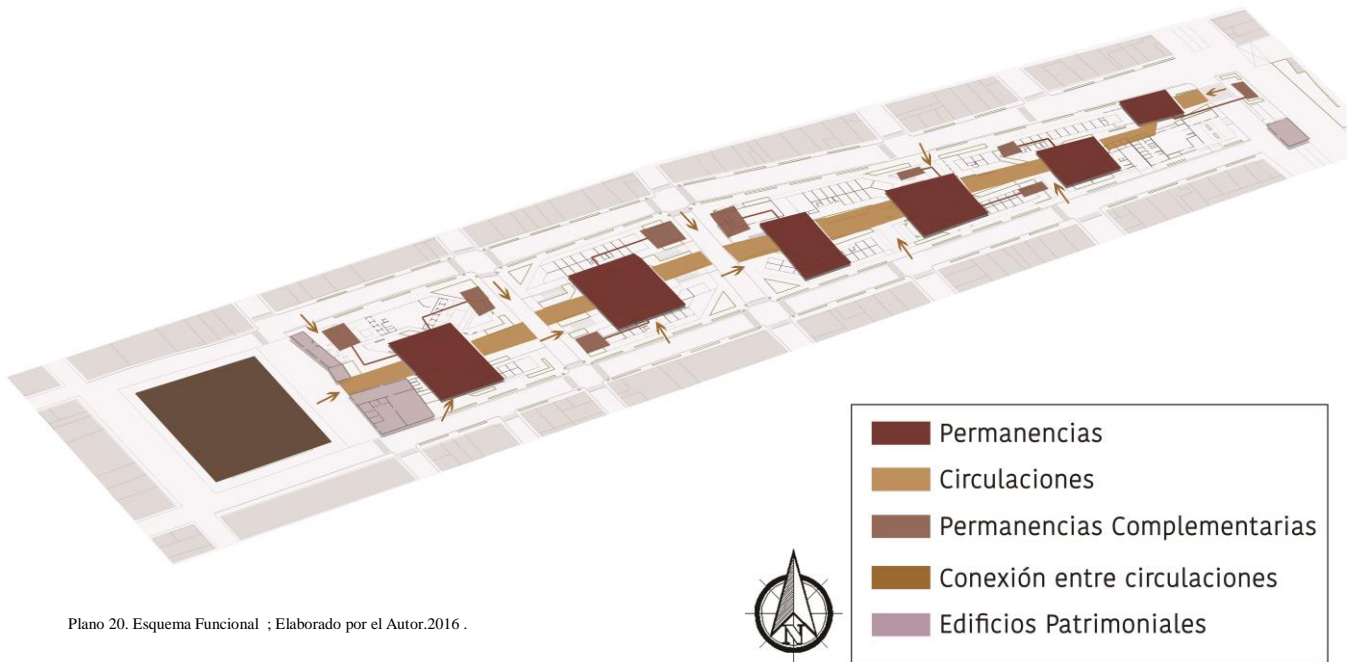 Permanencias
Circulaciones
Permanencias Complementarias
Conexión entre circulaciones
Edificios Patrimoniales
N
Plano 20. Esquema Funcional ; Elaborado por el Autor.2016 .